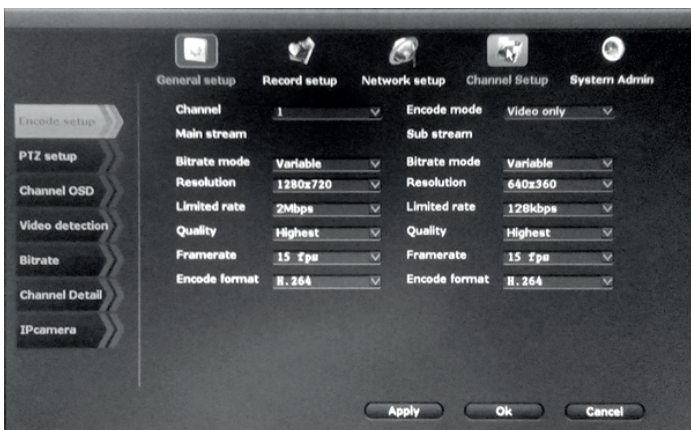 General setup Record setup Network setup Channel Setup System Admin
Encode setup
PTZ setup
Channel OSD
Video detection
Bitrate
Channel Detail
IPcamera
Channel 1 Encode mode Video only
Main stream Sub stream
Bitrate mode Variable Bitrate mode Variable
Resolution 1280x720 Resolution 640x360
Limited rate 2Mbps Limited rate 128kbps
Quality Highest Quality Highest
Framerate 15 fps Framerate 15 fps
Encode format H.264 Encode format H.264
Apply Ok Cancel